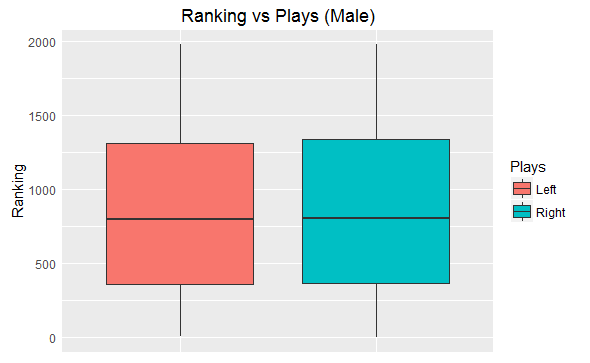 Ranking vs Plays (Male)
2000
1500
1000
500
0
Ranking
Plays
Left
Right